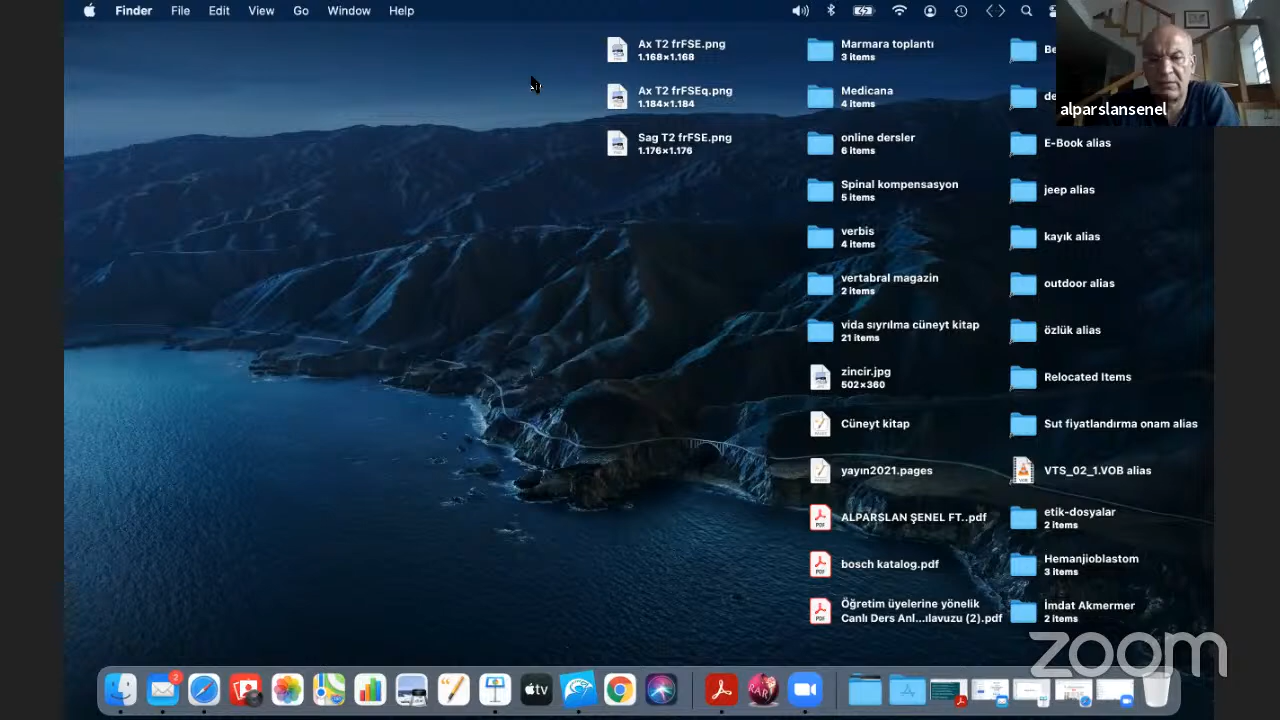 Finder File Edit View Go Window Help
Ax T2 frFSE.png
1.168×1.168
Ax T2 frFSEq.png
1.184×1.184
Sag T2 frFSE.png
1.176×1.176
Marmara toplantı
3 items
Medicana
4 items
online dersler
6 items
Spinal kompensasyon
5 items
verbis
4 items
vertabral magazin
2 items
vida sıyrılma cüneyt kitap
21 items
zincir.jpg
502×360
Cüneyt kitap
yayın2021.pages
ALPARSLAN ŞENEL FT..pdf
bosch katalog.pdf
Öğretim üyelerine yönelik
Canlı Ders Anl...ılavuzu (2).pdf
E-Book alias
jeep alias
kayık alias
outdoor alias
özlük alias
Relocated Items
Sut fiyatlandırma onam alias
VTS_02_1.VOB alias
etik-dosyalar
2 items
Hemanjioblastom
3 items
İmdat Akmermer
2 items
alparslansenel
zoom
tv
2
RAR